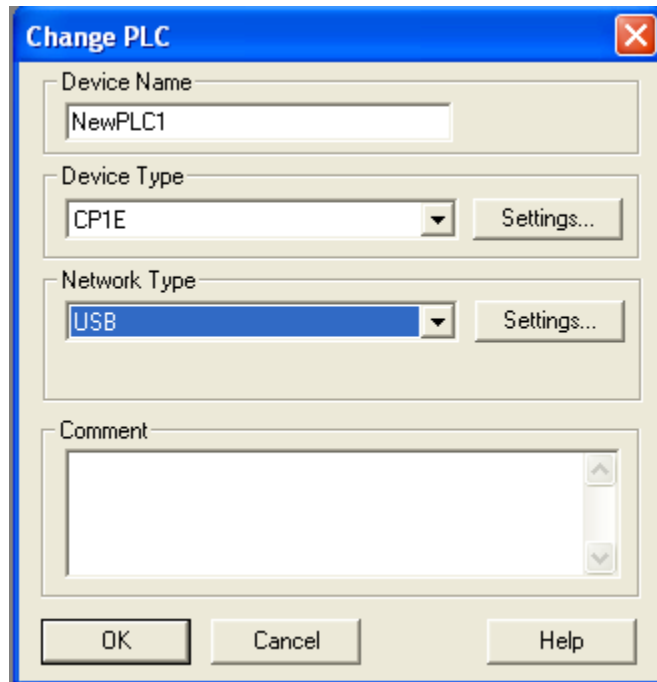 Change PLC
Device Name
NewPLC1
Device Type
CP1E
Settings...
Network Type
USB
Settings...
Comment
OK
Cancel
Help